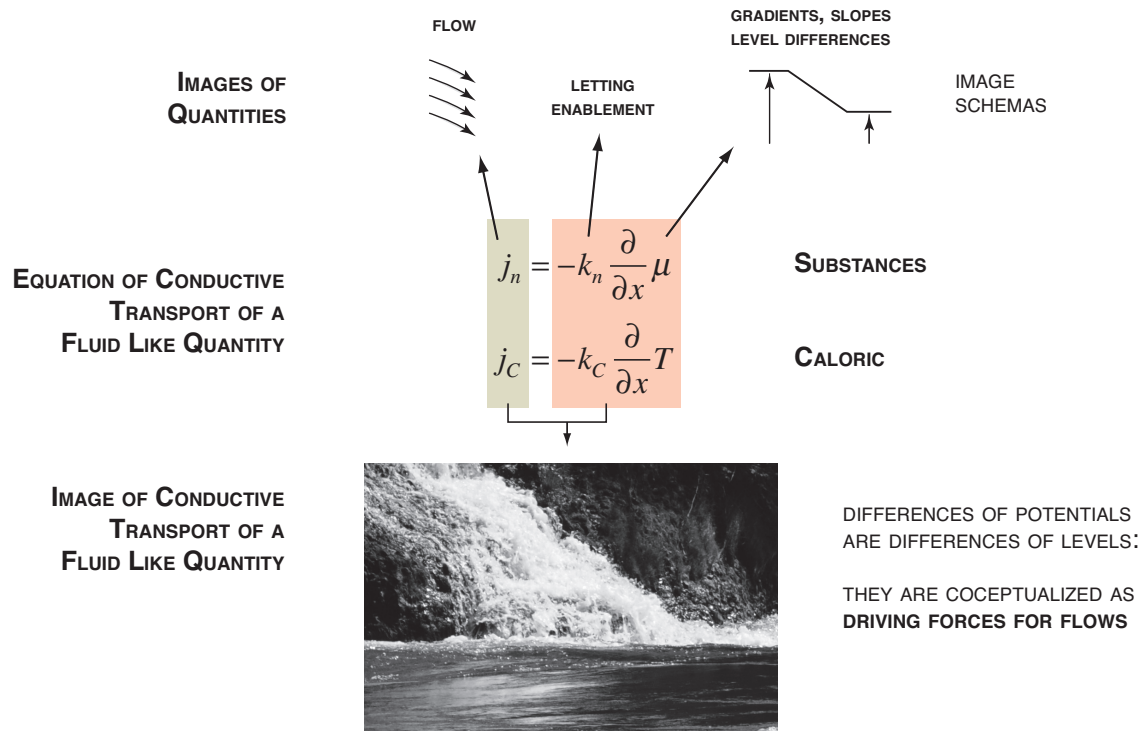 FLOW
GRADIENTS, SLOPES
LEVEL DIFFERENCES
IMAGES OF
QUANTITIES
LETTING
ENABLEMENT
IMAGE
SCHEMAS
EQUATION OF CONDUCTIVE
TRANSPORT OF A
FLUID LIKE QUANTITY
j_n = −k_n ∂/∂x μ
SUBSTANCES
j_C = −k_C ∂/∂x T
CALORIC
IMAGE OF CONDUCTIVE
TRANSPORT OF A
FLUID LIKE QUANTITY
DIFFERENCES OF POTENTIALS
ARE DIFFERENCES OF LEVELS:
THEY ARE COCEPTUALIZED AS
DRIVING FORCES FOR FLOWS